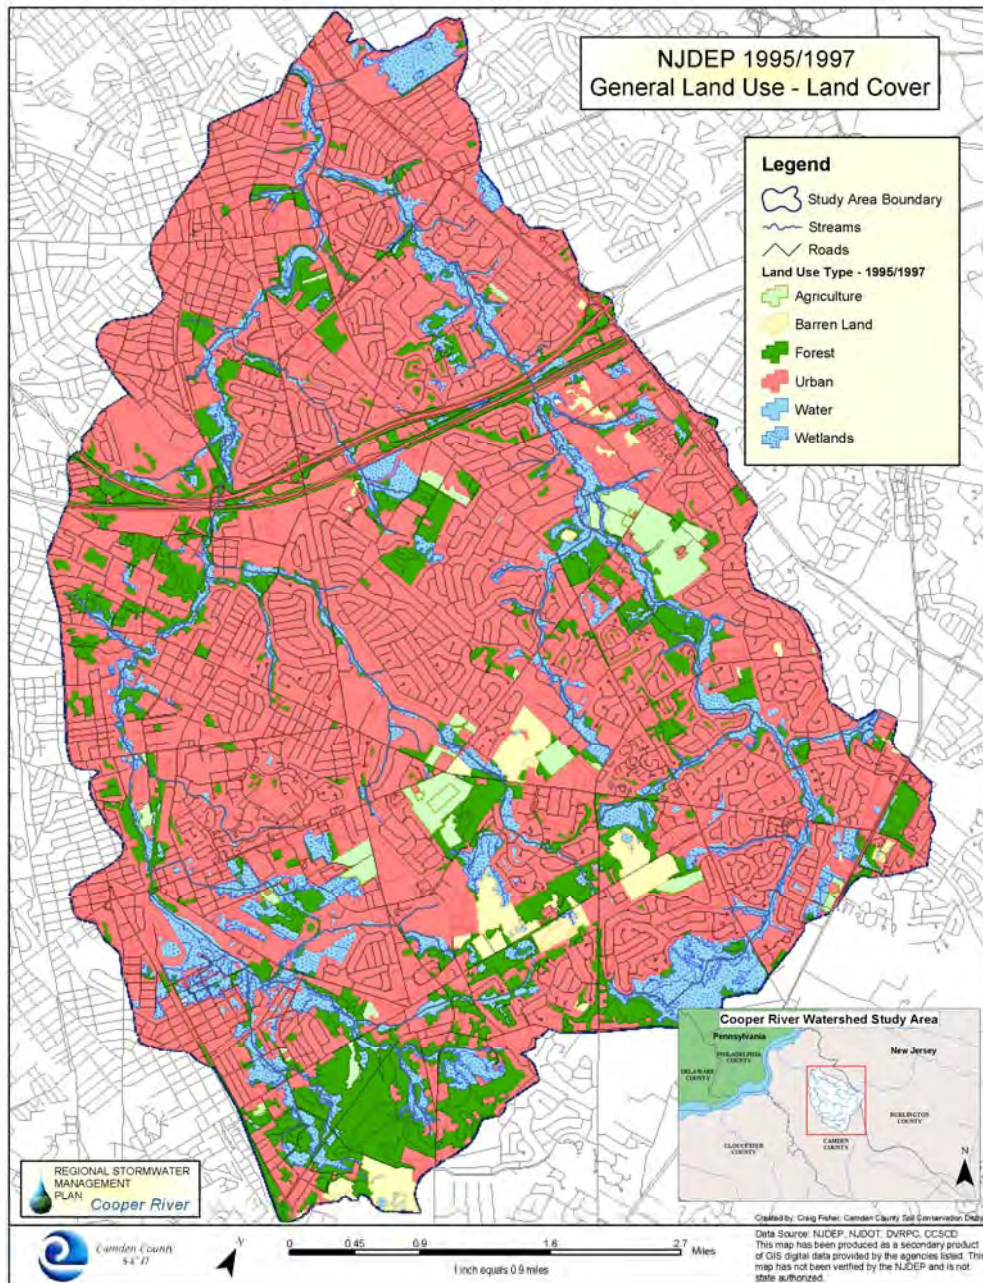 NJDEP 1995/1997
General Land Use - Land Cover
Legend
Study Area Boundary
Streams
Roads
Land Use Type - 1995/1997
Agriculture
Barren Land
Forest
Urban
Water
Wetlands
Cooper River Watershed Study Area
Pennsylvania
New Jersey
PHILADELPHIA
COUNTY
DELAWARE
COUNTY
BURLINGTON
COUNTY
GLOUCESTER
COUNTY
CAMDEN
COUNTY
N
REGIONAL STORMWATER
MANAGEMENT
PLAN
Cooper River
Created by: Craig Fisher, Camden County Soil Conservation
Camden County
S C D
N
0 0.45 0.9 1.8 2.7
Miles
1 inch equals 0.9 miles
Data Source: NJDEP, NJDOT, DVRPC, CCSCD
This map has been produced as a secondary product
of GIS digital data provided by the agencies listed. This
map has not been verified by the NJDEP and is not
state authorized.